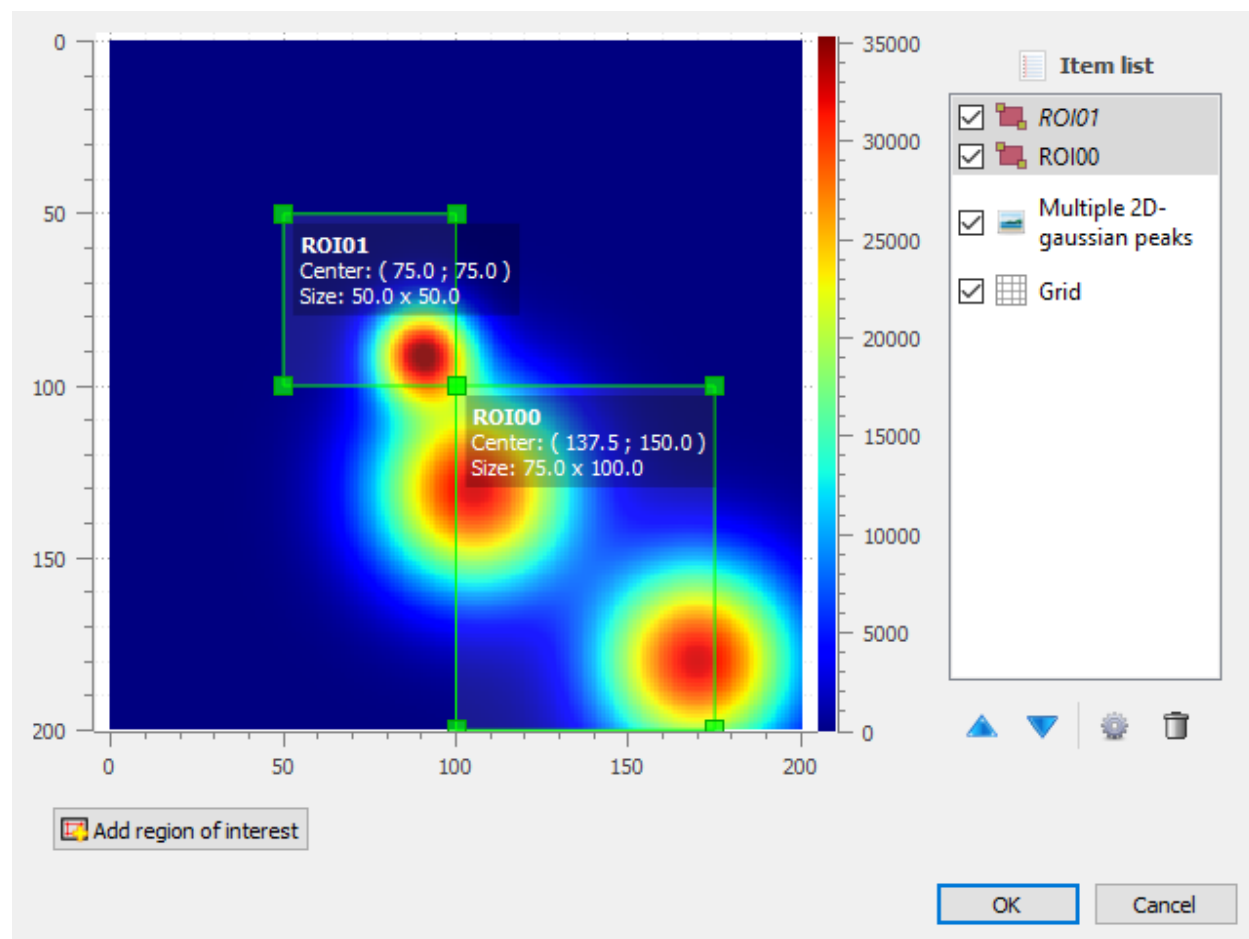 0
50
100
150
200
0
50
100
150
200
35000
30000
25000
20000
15000
10000
5000
0
ROI01
Center: ( 75.0 ; 75.0 )
Size: 50.0 x 50.0
ROI00
Center: ( 137.5 ; 150.0 )
Size: 75.0 x 100.0
Item list
ROI01
ROI00
Multiple 2D-
gaussian peaks
Grid
Add region of interest
OK
Cancel